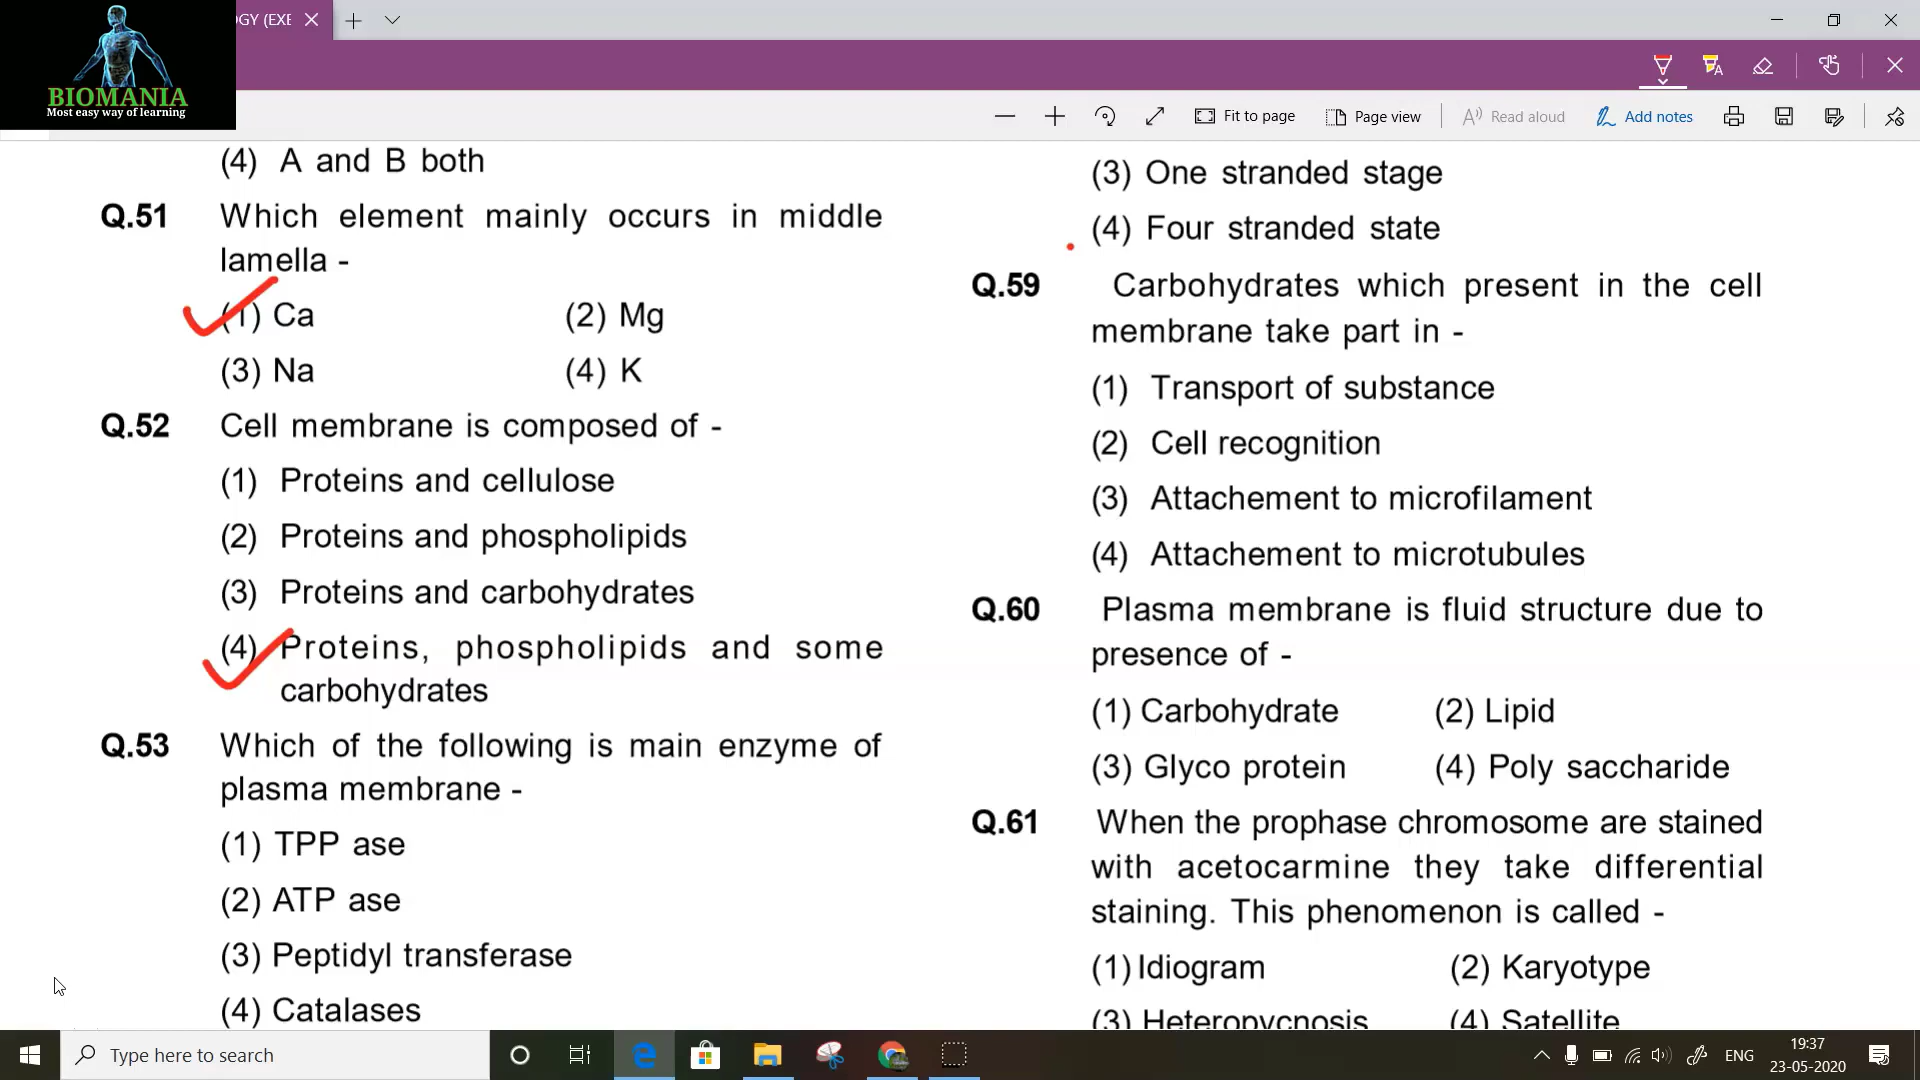 OGY (EXE
BIOMANIA
Most easy way of learning
Fit to page
Page view
Read aloud
Add notes
(4) A and B both
Q.51 Which element mainly occurs in middle
lamella -
(1) Ca (2) Mg
(3) Na (4) K
Q.52 Cell membrane is composed of -
(1) Proteins and cellulose
(2) Proteins and phospholipids
(3) Proteins and carbohydrates
(4) Proteins, phospholipids and some
carbohydrates
Q.53 Which of the following is main enzyme of
plasma membrane -
(1) TPP ase
(2) ATP ase
(3) Peptidyl transferase
(4) Catalases
(3) One stranded stage
(4) Four stranded state
Q.59 Carbohydrates which present in the cell
membrane take part in -
(1) Transport of substance
(2) Cell recognition
(3) Attachement to microfilament
(4) Attachement to microtubules
Q.60 Plasma membrane is fluid structure due to
presence of -
(1) Carbohydrate (2) Lipid
(3) Glyco protein (4) Poly saccharide
Q.61 When the prophase chromosome are stained
with acetocarmine they take differential
staining. This phenomenon is called -
(1) Idiogram (2) Karyotype
(3) Heteropycnosis (4) Satellite
Type here to search
ENG
19:37
23-05-2020